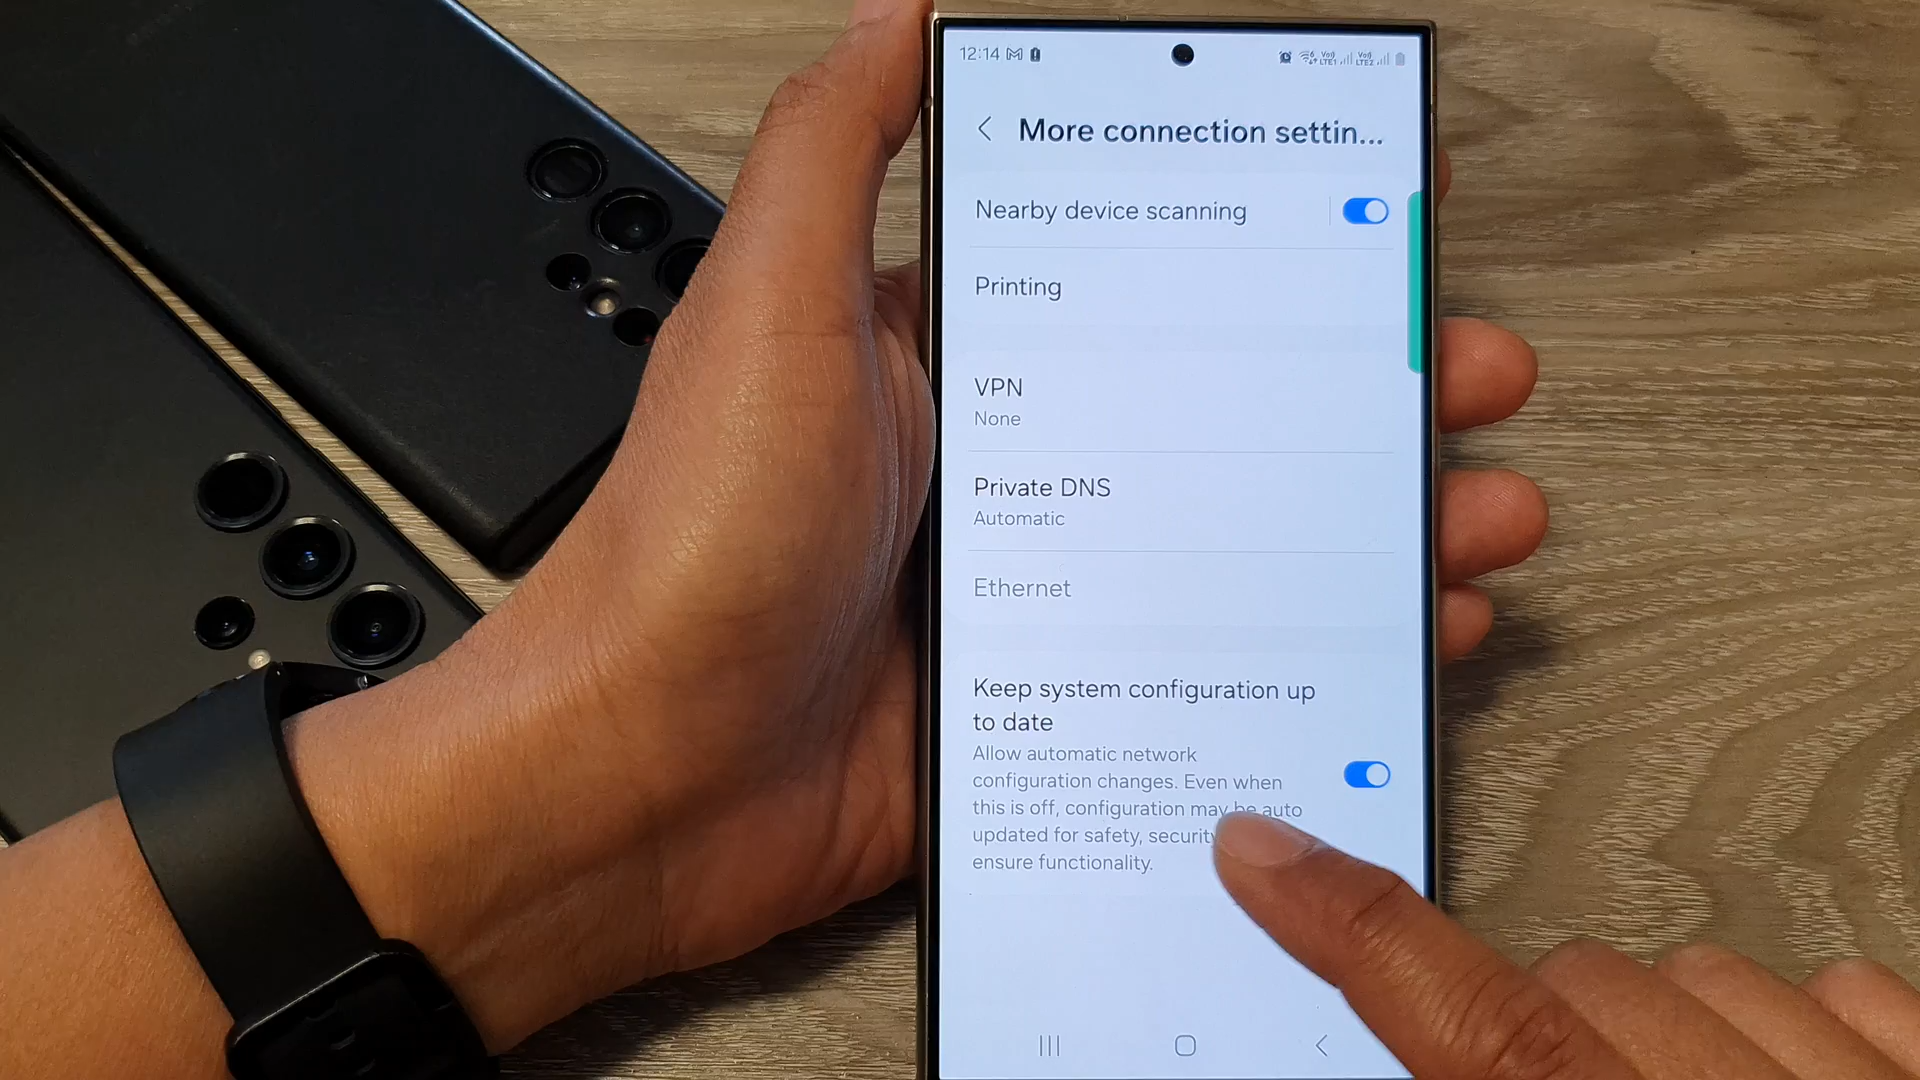 12:14
More connection settin...
Nearby device scanning
Printing
VPN
None
Private DNS
Automatic
Ethernet
Keep system configuration up
to date
Allow automatic network
configuration changes. Even when
this is off, configuration may be auto
updated for safety, security
ensure functionality.